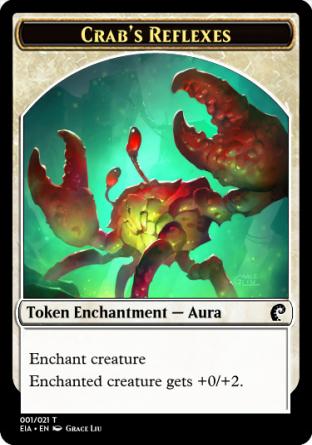 Crab's Reflexes
Token Enchantment — Aura
Enchant creature
Enchanted creature gets +0/+2.
001/021 T
EIA • EN Grace Liu